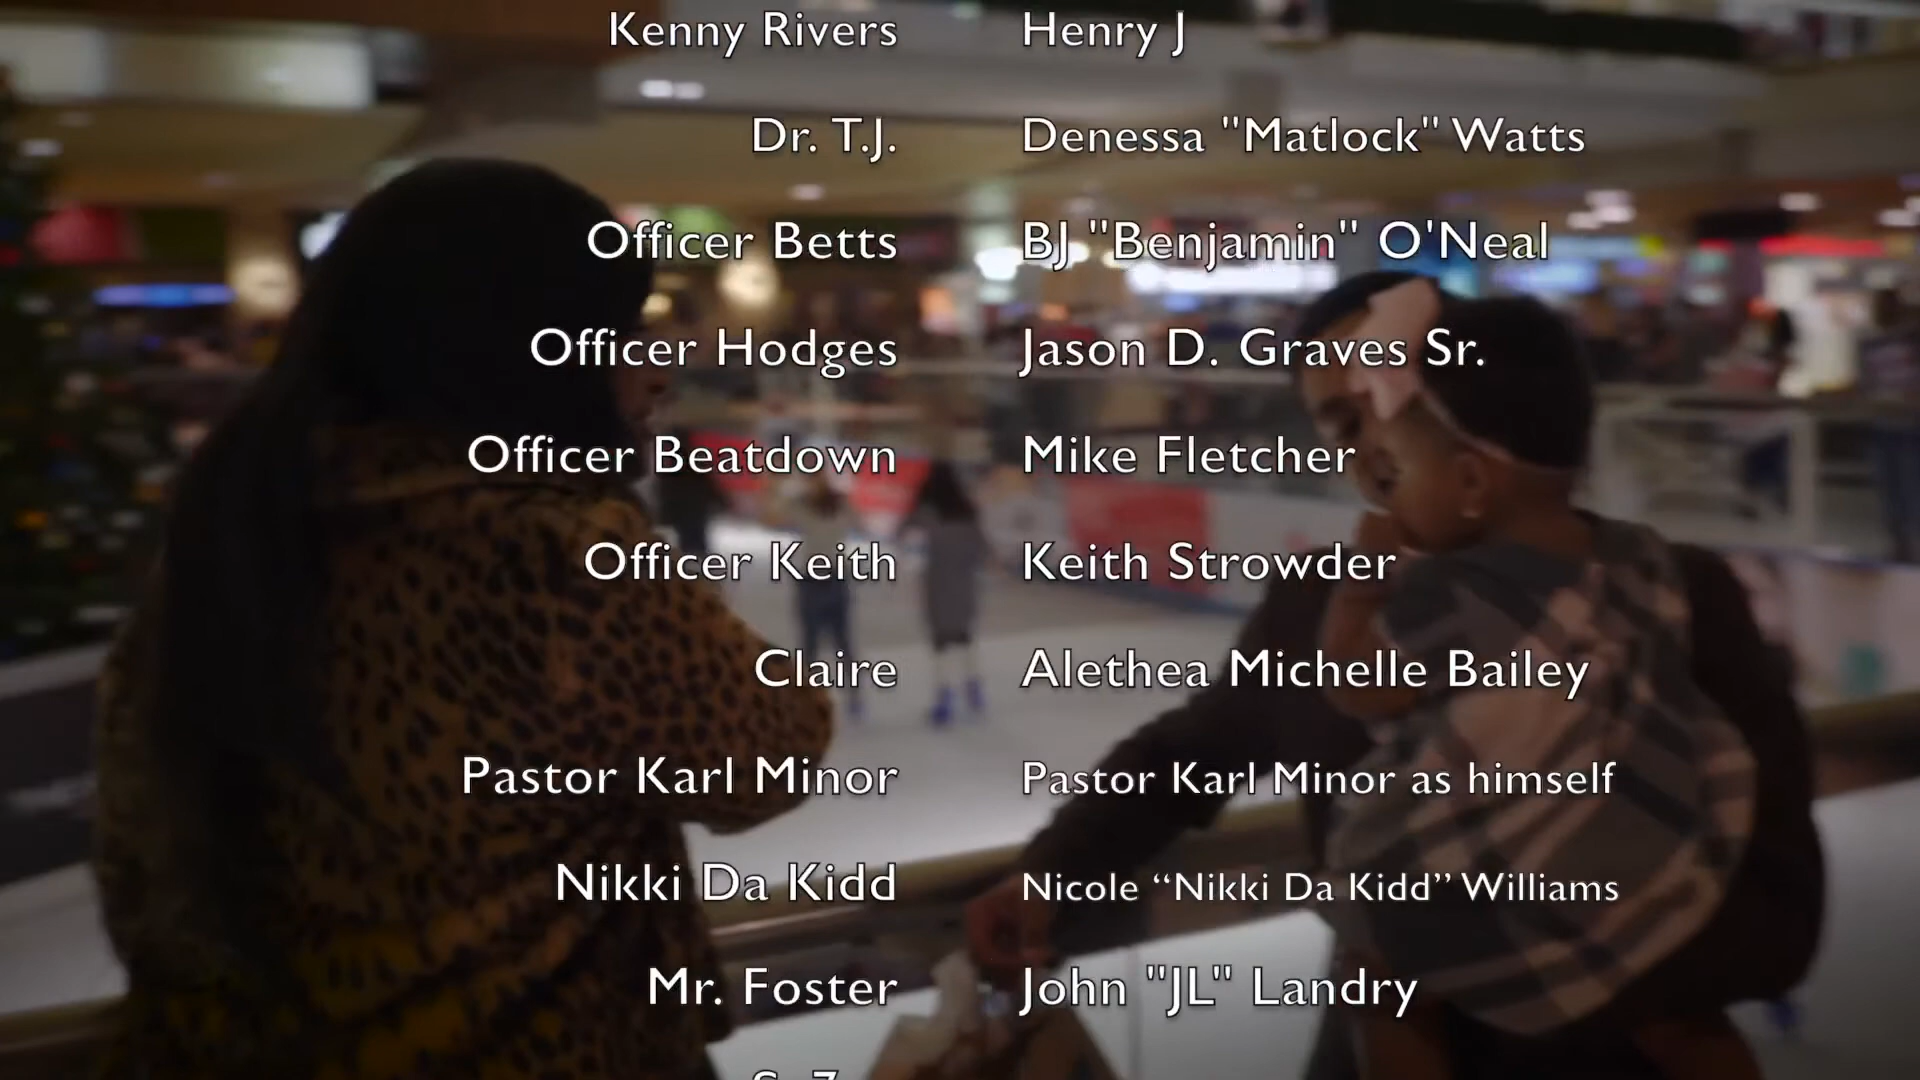 Kenny Rivers Henry J
Dr. T.J. Denessa "Matlock" Watts
Officer Betts BJ "Benjamin" O'Neal
Officer Hodges Jason D. Graves Sr.
Officer Beatdown Mike Fletcher
Officer Keith Keith Strowder
Claire Alethea Michelle Bailey
Pastor Karl Minor Pastor Karl Minor as himself
Nikki Da Kidd Nicole “Nikki Da Kidd” Williams
Mr. Foster John "JL" Landry